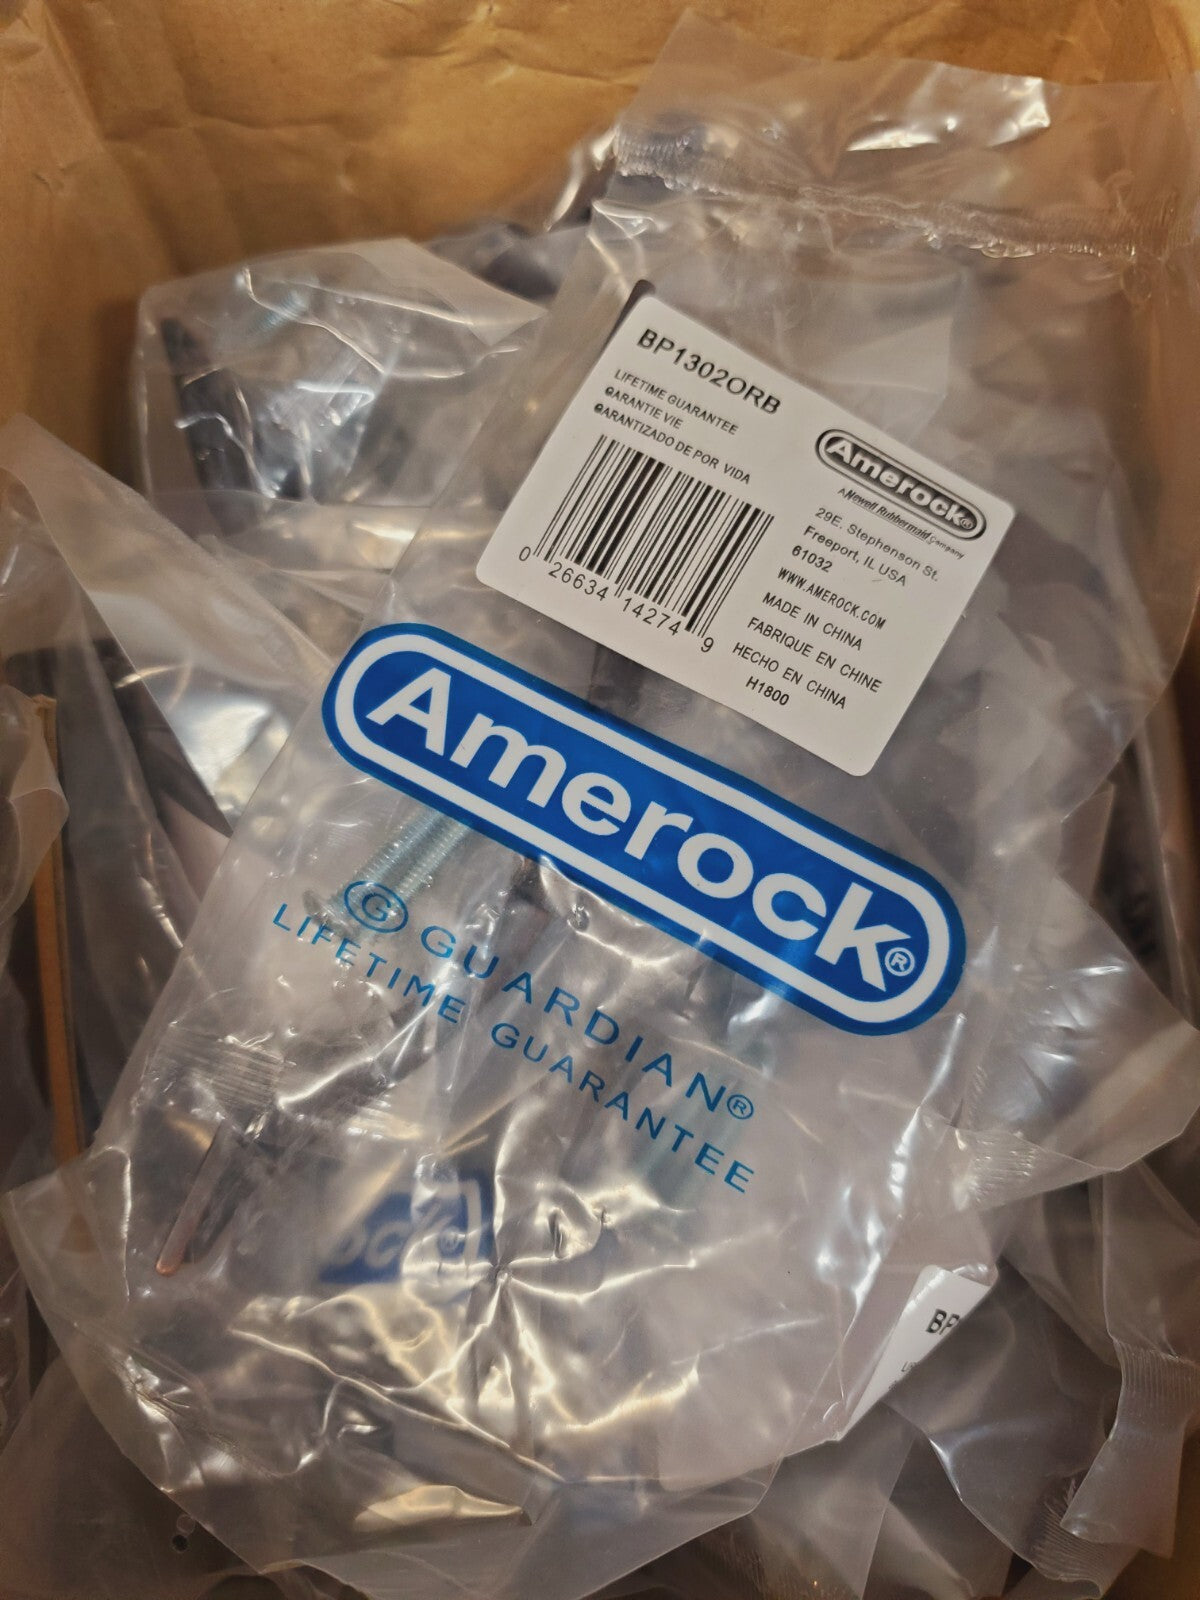 BP1302ORB
LIFETIME GUARANTEE
GARANTIE VIE
GARANTIZADO DE POR VIDA
0 26634 14274 9
Amerock®
A Newell Rubbermaid Company
29E. Stephenson St.
Freeport, IL USA
61032
WWW.AMEROCK.COM
MADE IN CHINA
FABRIQUE EN CHINE
HECHO EN CHINA
H1800
Amerock®
G GUARDIAN®
LIFETIME GUARANTEE
ock®
BP